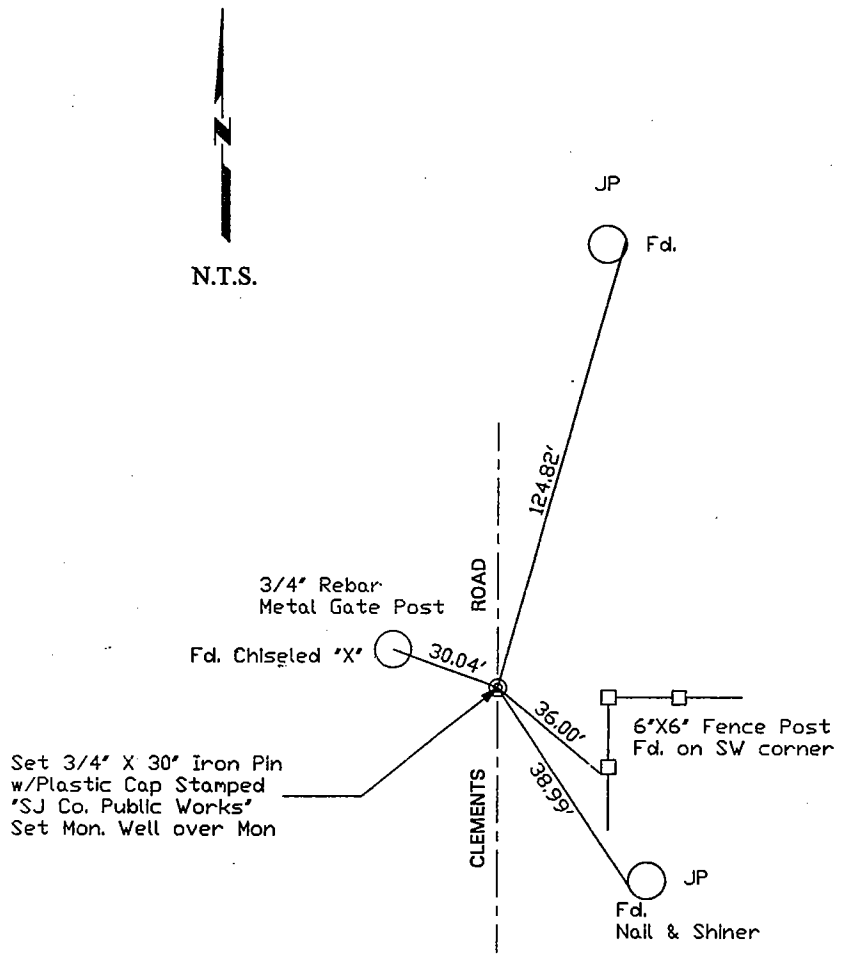 N
N.T.S.
JP
Fd.
124.82'
ROAD
3/4" Rebar
Metal Gate Post
Fd. Chiseled "X"
30.04'
36.00'
6"X6" Fence Post
Fd. on SW corner
Set 3/4" X 30" Iron Pin
w/Plastic Cap Stamped
"SJ Co. Public Works"
Set Mon. Well over Mon
CLEMENTS
38.99'
JP
Fd.
Nail & Shiner